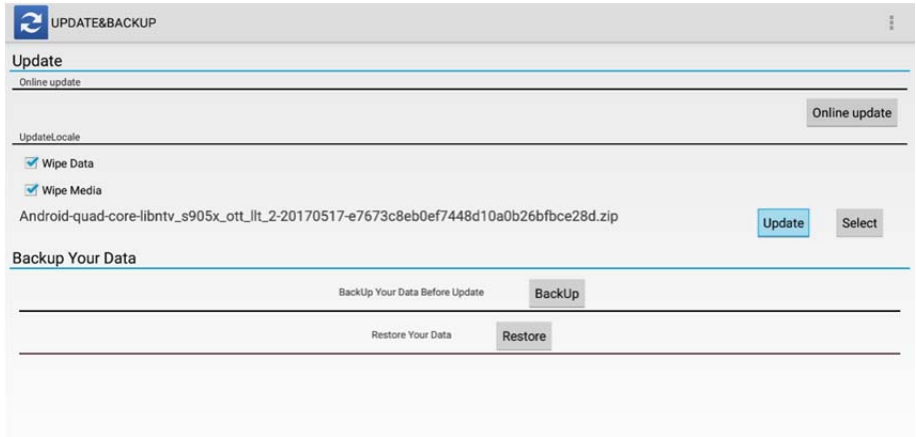 UPDATE&BACKUP
Update
Online update
Online update
UpdateLocale
Wipe Data
Wipe Media
Android-quad-core-libntv_s905x_ott_llt_2-20170517-e7673c8eb0ef7448d10a0b26bfbce28d.zip
Update Select
Backup Your Data
BackUp Your Data Before Update BackUp
Restore Your Data Restore